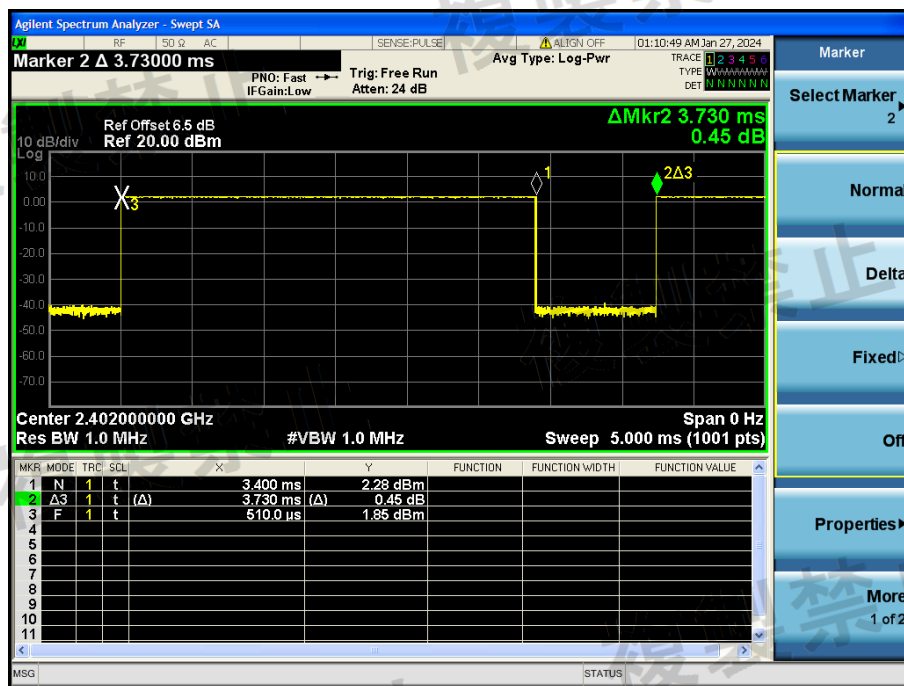 Agilent Spectrum Analyzer - Swept SA
LXI RF 50 Ω AC SENSE:PULSE ALIGN OFF 01:10:49 AM Jan 27, 2024
Marker 2 Δ 3.73000 ms
PNO: Fast
IFGain:Low
Trig: Free Run
Atten: 24 dB
Avg Type: Log-Pwr
TRACE 1 2 3 4 5 6
TYPE WWWWWW
DET N N N N N N
ΔMkr2 3.730 ms
0.45 dB
Ref Offset 6.5 dB
10 dB/div Ref 20.00 dBm
Log
10.0
0.00
-10.0
-20.0
-30.0
-40.0
-50.0
-60.0
-70.0
3
1
2Δ3
Center 2.402000000 GHz Span 0 Hz
Res BW 1.0 MHz #VBW 1.0 MHz Sweep 5.000 ms (1001 pts)
MKR MODE TRC SCL X Y FUNCTION FUNCTION WIDTH FUNCTION VALUE
1 N 1 t 3.400 ms 2.28 dBm
2 Δ3 1 t (Δ) 3.730 ms (Δ) 0.45 dB
3 F 1 t 510.0 µs 1.85 dBm
4
5
6
7
8
9
10
11
MSG STATUS
Marker
Select Marker
2
Normal
Delta
Fixed
Off
Properties
More
1 of 2
複製禁止